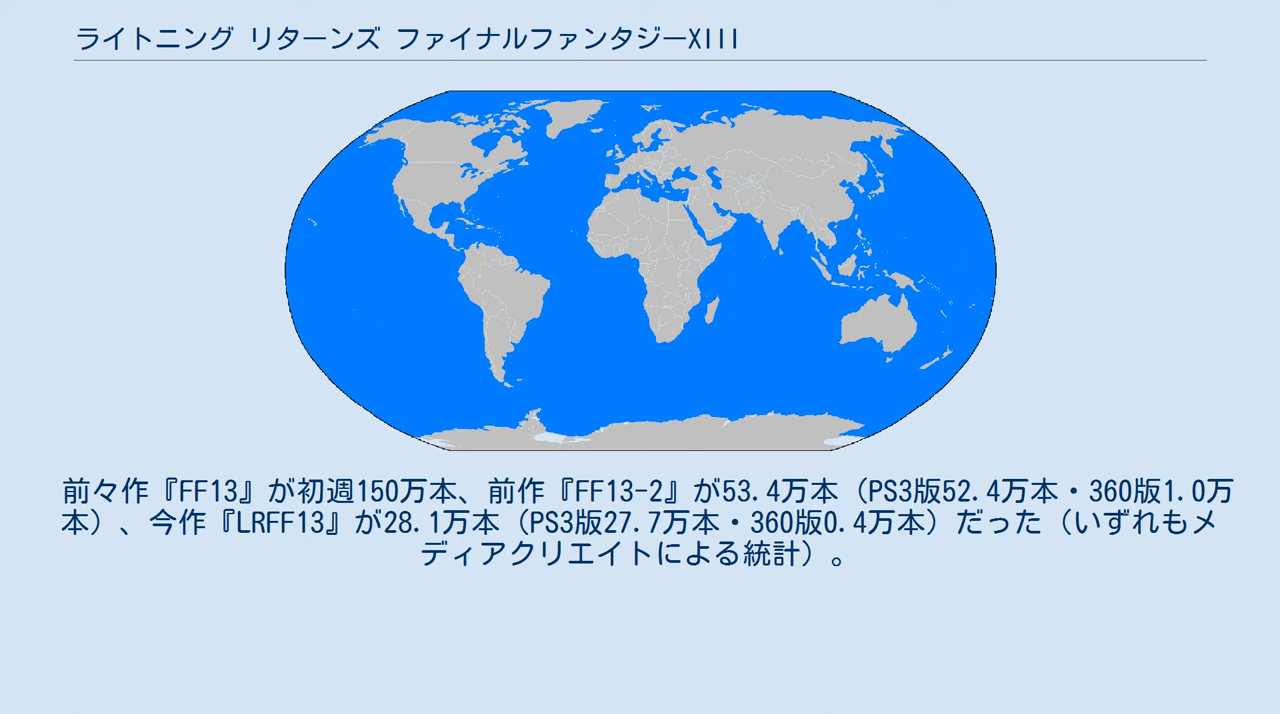 ライトニング リターンズ ファイナルファンタジーXIII
前々作『FF13』が初週150万本、前作『FF13-2』が53.4万本（PS3版52.4万本・360版1.0万
本）、今作『LRFF13』が28.1万本（PS3版27.7万本・360版0.4万本）だった（いずれもメ
ディアクリエイトによる統計）。